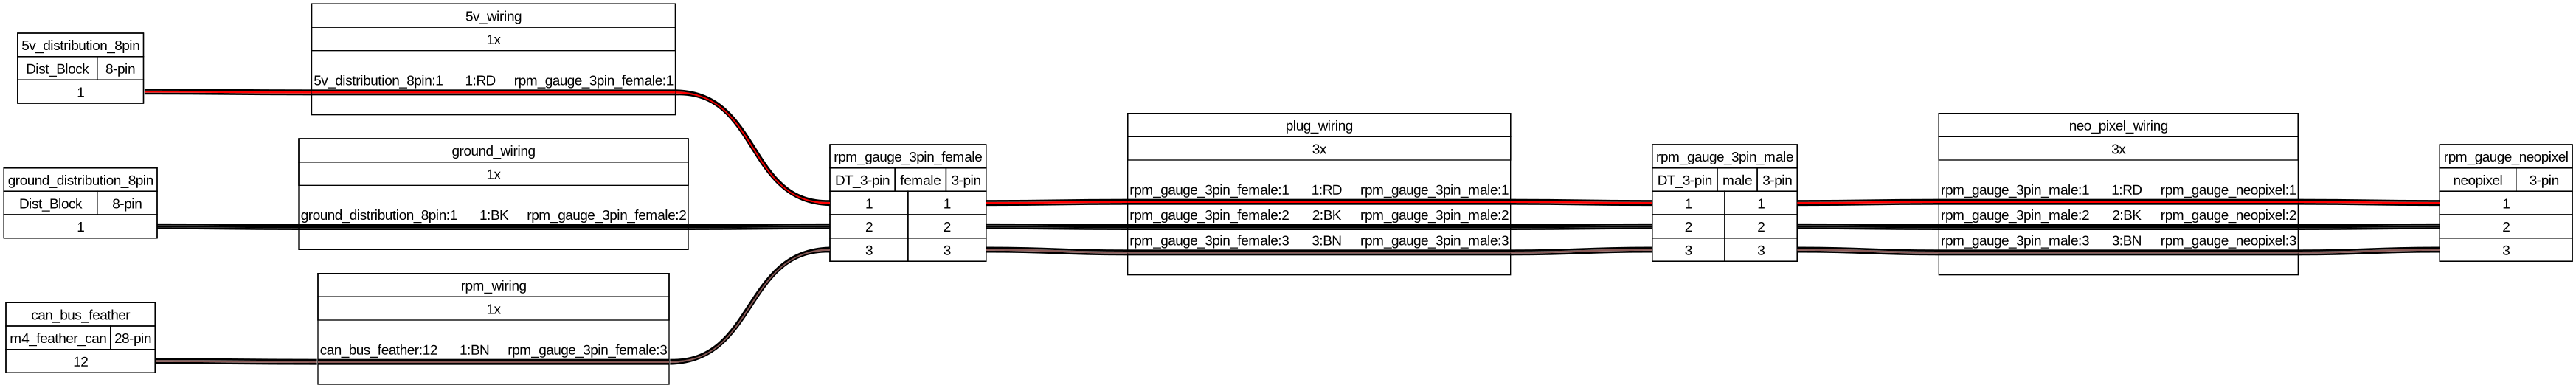 5v_distribution_8pin
Dist_Block 8-pin
1
5v_wiring
1x
5v_distribution_8pin:1 1:RD rpm_gauge_3pin_female:1
ground_distribution_8pin
Dist_Block 8-pin
1
ground_wiring
1x
ground_distribution_8pin:1 1:BK rpm_gauge_3pin_female:2
can_bus_feather
m4_feather_can 28-pin
12
rpm_wiring
1x
can_bus_feather:12 1:BN rpm_gauge_3pin_female:3
rpm_gauge_3pin_female
DT_3-pin female 3-pin
1 1
2 2
3 3
plug_wiring
3x
rpm_gauge_3pin_female:1 1:RD rpm_gauge_3pin_male:1
rpm_gauge_3pin_female:2 2:BK rpm_gauge_3pin_male:2
rpm_gauge_3pin_female:3 3:BN rpm_gauge_3pin_male:3
rpm_gauge_3pin_male
DT_3-pin male 3-pin
1 1
2 2
3 3
neo_pixel_wiring
3x
rpm_gauge_3pin_male:1 1:RD rpm_gauge_neopixel:1
rpm_gauge_3pin_male:2 2:BK rpm_gauge_neopixel:2
rpm_gauge_3pin_male:3 3:BN rpm_gauge_neopixel:3
rpm_gauge_neopixel
neopixel 3-pin
1
2
3